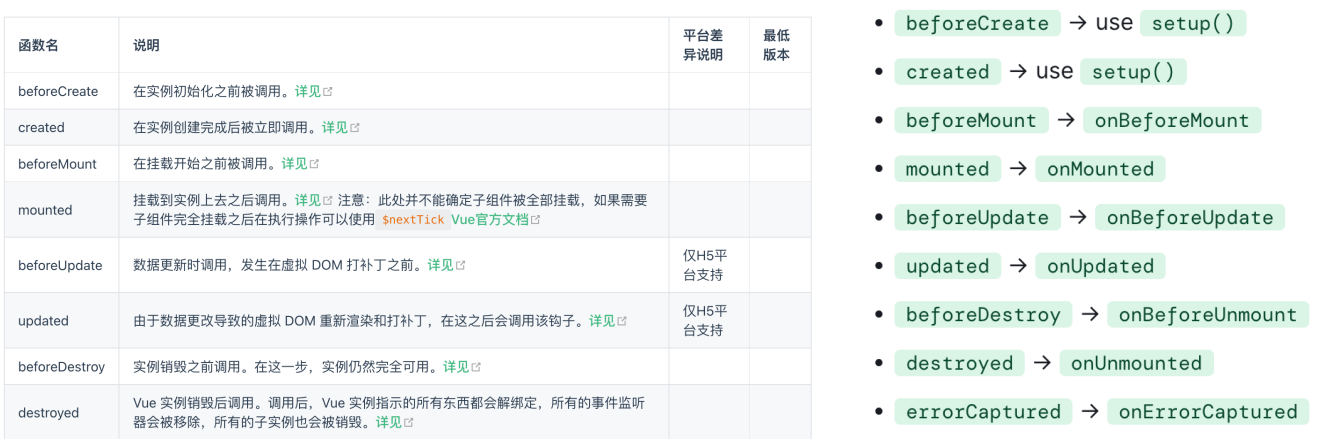 函数名 说明 平台差异说明 最低版本
beforeCreate 在实例初始化之前被调用。详见
created 在实例创建完成后被立即调用。详见
beforeMount 在挂载开始之前被调用。详见
mounted 挂载到实例上去之后调用。详见 注意：此处并不能确定子组件被全部挂载，如果需要
子组件完全挂载之后在执行操作可以使用 $nextTick Vue官方文档
beforeUpdate 数据更新时调用，发生在虚拟 DOM 打补丁之前。详见 仅H5平台支持
updated 由于数据更改导致的虚拟 DOM 重新渲染和打补丁，在这之后会调用该钩子。详见 仅H5平台支持
beforeDestroy 实例销毁之前调用。在这一步，实例仍然完全可用。详见
destroyed Vue 实例销毁后调用。调用后，Vue 实例指示的所有东西都会解绑定，所有的事件监听
器会被移除，所有的子实例也会被销毁。详见
• beforeCreate → use setup()
• created → use setup()
• beforeMount → onBeforeMount
• mounted → onMounted
• beforeUpdate → onBeforeUpdate
• updated → onUpdated
• beforeDestroy → onBeforeUnmount
• destroyed → onUnmounted
• errorCaptured → onErrorCaptured